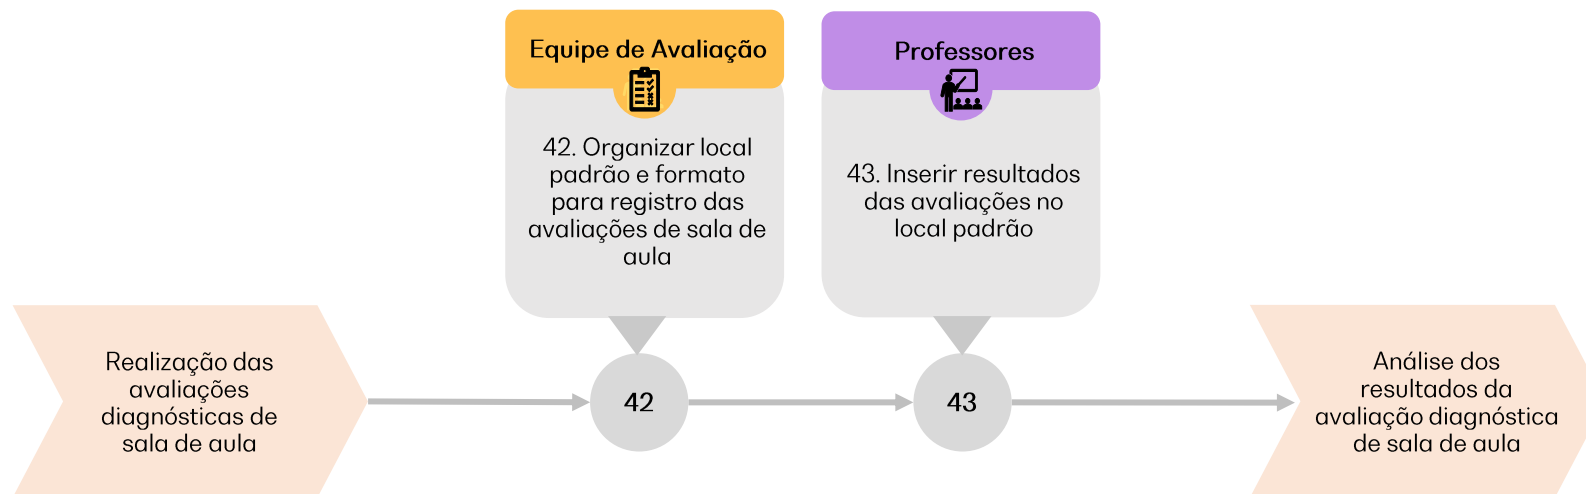 Equipe de Avaliação
42. Organizar local
padrão e formato
para registro das
avaliações de sala de
aula
Professores
43. Inserir resultados
das avaliações no
local padrão
Realização das
avaliações
diagnósticas de
sala de aula
42
43
Análise dos
resultados da
avaliação diagnóstica
de sala de aula